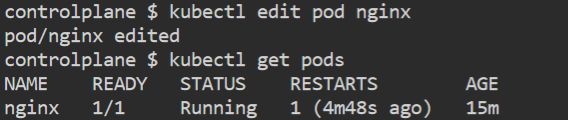 controlplane $ kubectl edit pod nginx
pod/nginx edited
controlplane $ kubectl get pods
NAME READY STATUS RESTARTS AGE
nginx 1/1 Running 1 (4m48s ago) 15m